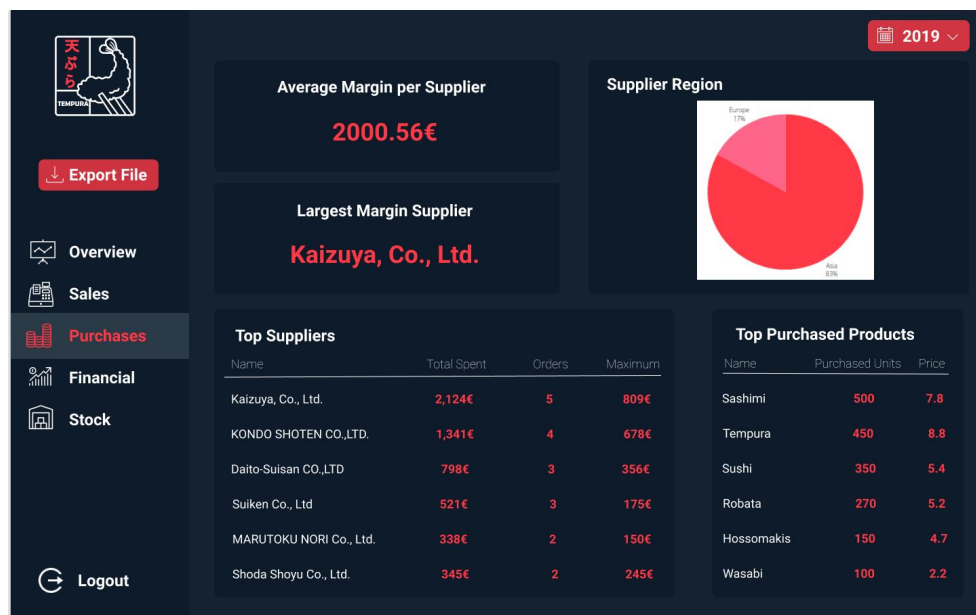 天
ぷ
ら
TEMPURA
2019
Export File
Overview
Sales
Purchases
Financial
Stock
Logout
Average Margin per Supplier
2000.56€
Largest Margin Supplier
Kaizuya, Co., Ltd.
Supplier Region
Europe
17%
Asia
83%
Top Suppliers
Name Total Spent Orders Maximum
Kaizuya, Co., Ltd. 2,124€ 5 809€
KONDO SHOTEN CO.,LTD. 1,341€ 4 678€
Daito-Suisan CO.,LTD 798€ 3 356€
Suiken Co., Ltd 521€ 3 175€
MARUTOKU NORI Co., Ltd. 338€ 2 150€
Shoda Shoyu Co., Ltd. 345€ 2 245€
Top Purchased Products
Name Purchased Units Price
Sashimi 500 7.8
Tempura 450 8.8
Sushi 350 5.4
Robata 270 5.2
Hossomakis 150 4.7
Wasabi 100 2.2